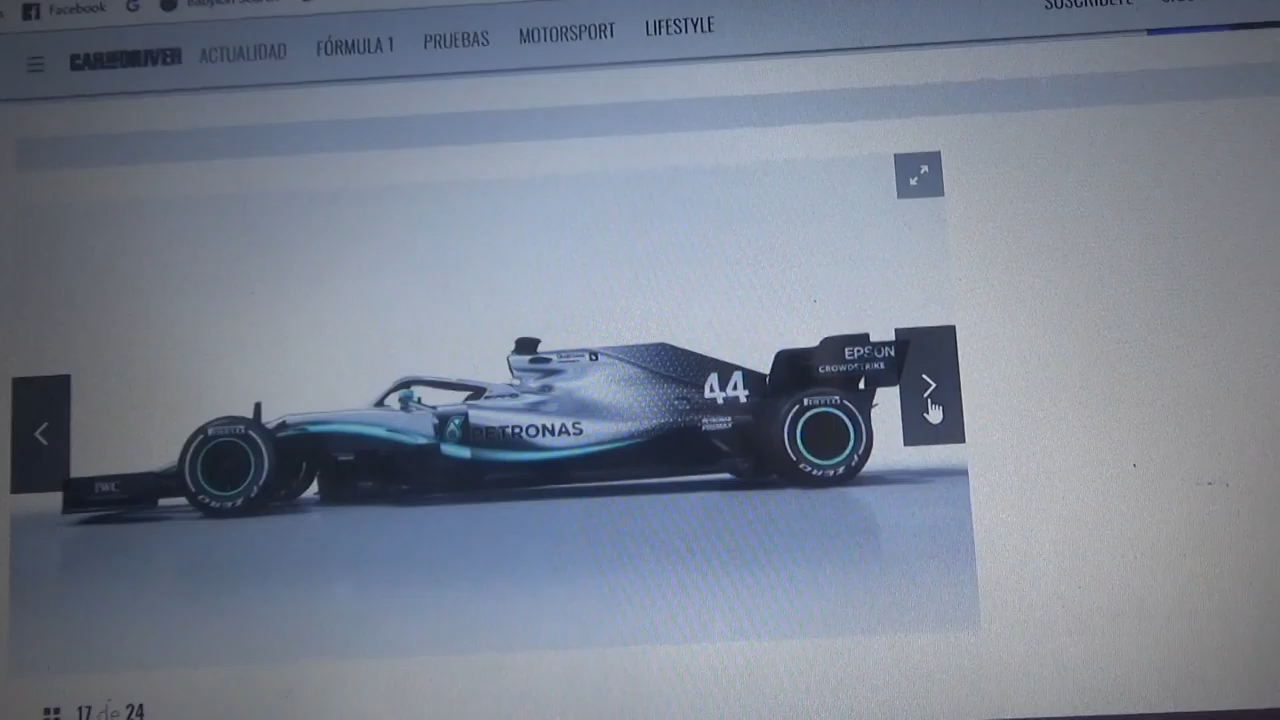 Facebook
CAR AND DRIVER ACTUALIDAD FÓRMULA 1 PRUEBAS MOTORSPORT LIFESTYLE
EPSON
CROWDSTRIKE
44
PETRONAS
PIRELLI
PIRELLI
IWC
P ZERO
P ZERO
17 de 24